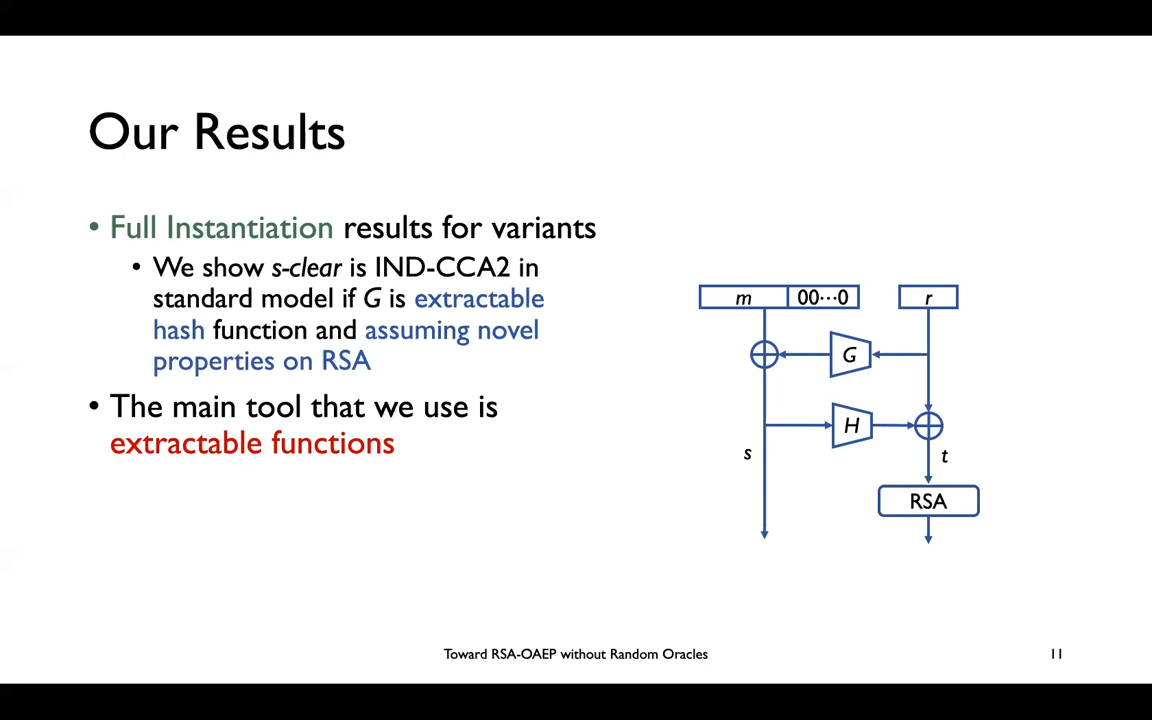 Our Results
• Full Instantiation results for variants
• We show s-clear is IND-CCA2 in
standard model if G is extractable
hash function and assuming novel
properties on RSA
• The main tool that we use is
extractable functions
m 00···0 r
G
H
s
t
RSA
Toward RSA-OAEP without Random Oracles 11